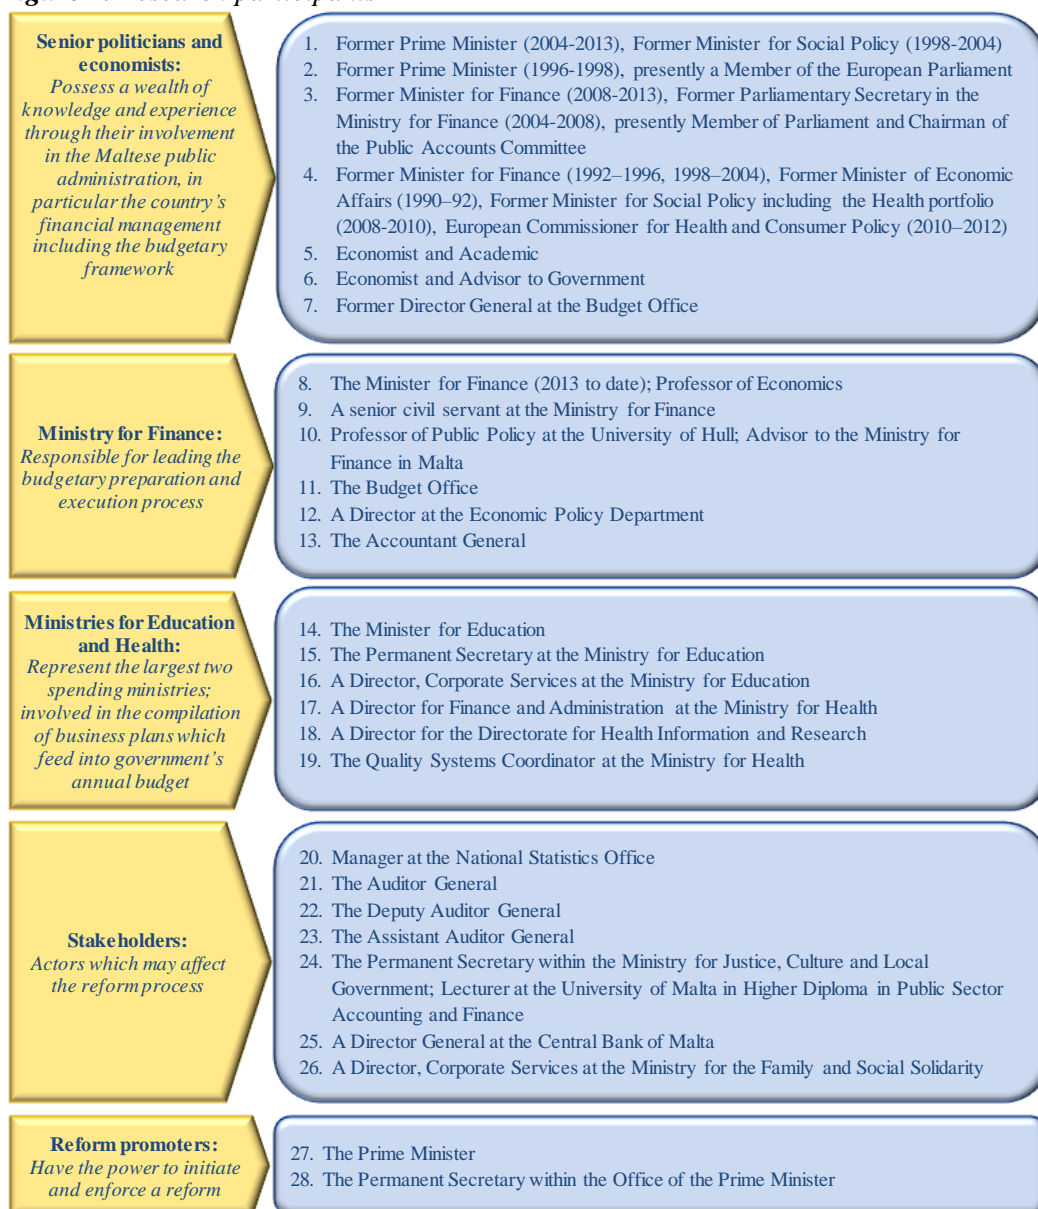 Senior politicians and
economists:
Possess a wealth of
knowledge and experience
through their involvement
in the Maltese public
administration, in
particular the country's
financial management
including the budgetary
framework
1. Former Prime Minister (2004-2013), Former Minister for Social Policy (1998-2004)
2. Former Prime Minister (1996-1998), presently a Member of the European Parliament
3. Former Minister for Finance (2008-2013), Former Parliamentary Secretary in the
Ministry for Finance (2004-2008), presently Member of Parliament and Chairman of
the Public Accounts Committee
4. Former Minister for Finance (1992–1996, 1998–2004), Former Minister of Economic
Affairs (1990–92), Former Minister for Social Policy including the Health portfolio
(2008-2010), European Commissioner for Health and Consumer Policy (2010–2012)
5. Economist and Academic
6. Economist and Advisor to Government
7. Former Director General at the Budget Office
Ministry for Finance:
Responsible for leading the
budgetary preparation and
execution process
8. The Minister for Finance (2013 to date); Professor of Economics
9. A senior civil servant at the Ministry for Finance
10. Professor of Public Policy at the University of Hull; Advisor to the Ministry for
Finance in Malta
11. The Budget Office
12. A Director at the Economic Policy Department
13. The Accountant General
Ministries for Education
and Health:
Represent the largest two
spending ministries;
involved in the compilation
of business plans which
feed into government's
annual budget
14. The Minister for Education
15. The Permanent Secretary at the Ministry for Education
16. A Director, Corporate Services at the Ministry for Education
17. A Director for Finance and Administration at the Ministry for Health
18. A Director for the Directorate for Health Information and Research
19. The Quality Systems Coordinator at the Ministry for Health
Stakeholders:
Actors which may affect
the reform process
20. Manager at the National Statistics Office
21. The Auditor General
22. The Deputy Auditor General
23. The Assistant Auditor General
24. The Permanent Secretary within the Ministry for Justice, Culture and Local
Government; Lecturer at the University of Malta in Higher Diploma in Public Sector
Accounting and Finance
25. A Director General at the Central Bank of Malta
26. A Director, Corporate Services at the Ministry for the Family and Social Solidarity
Reform promoters:
Have the power to initiate
and enforce a reform
27. The Prime Minister
28. The Permanent Secretary within the Office of the Prime Minister